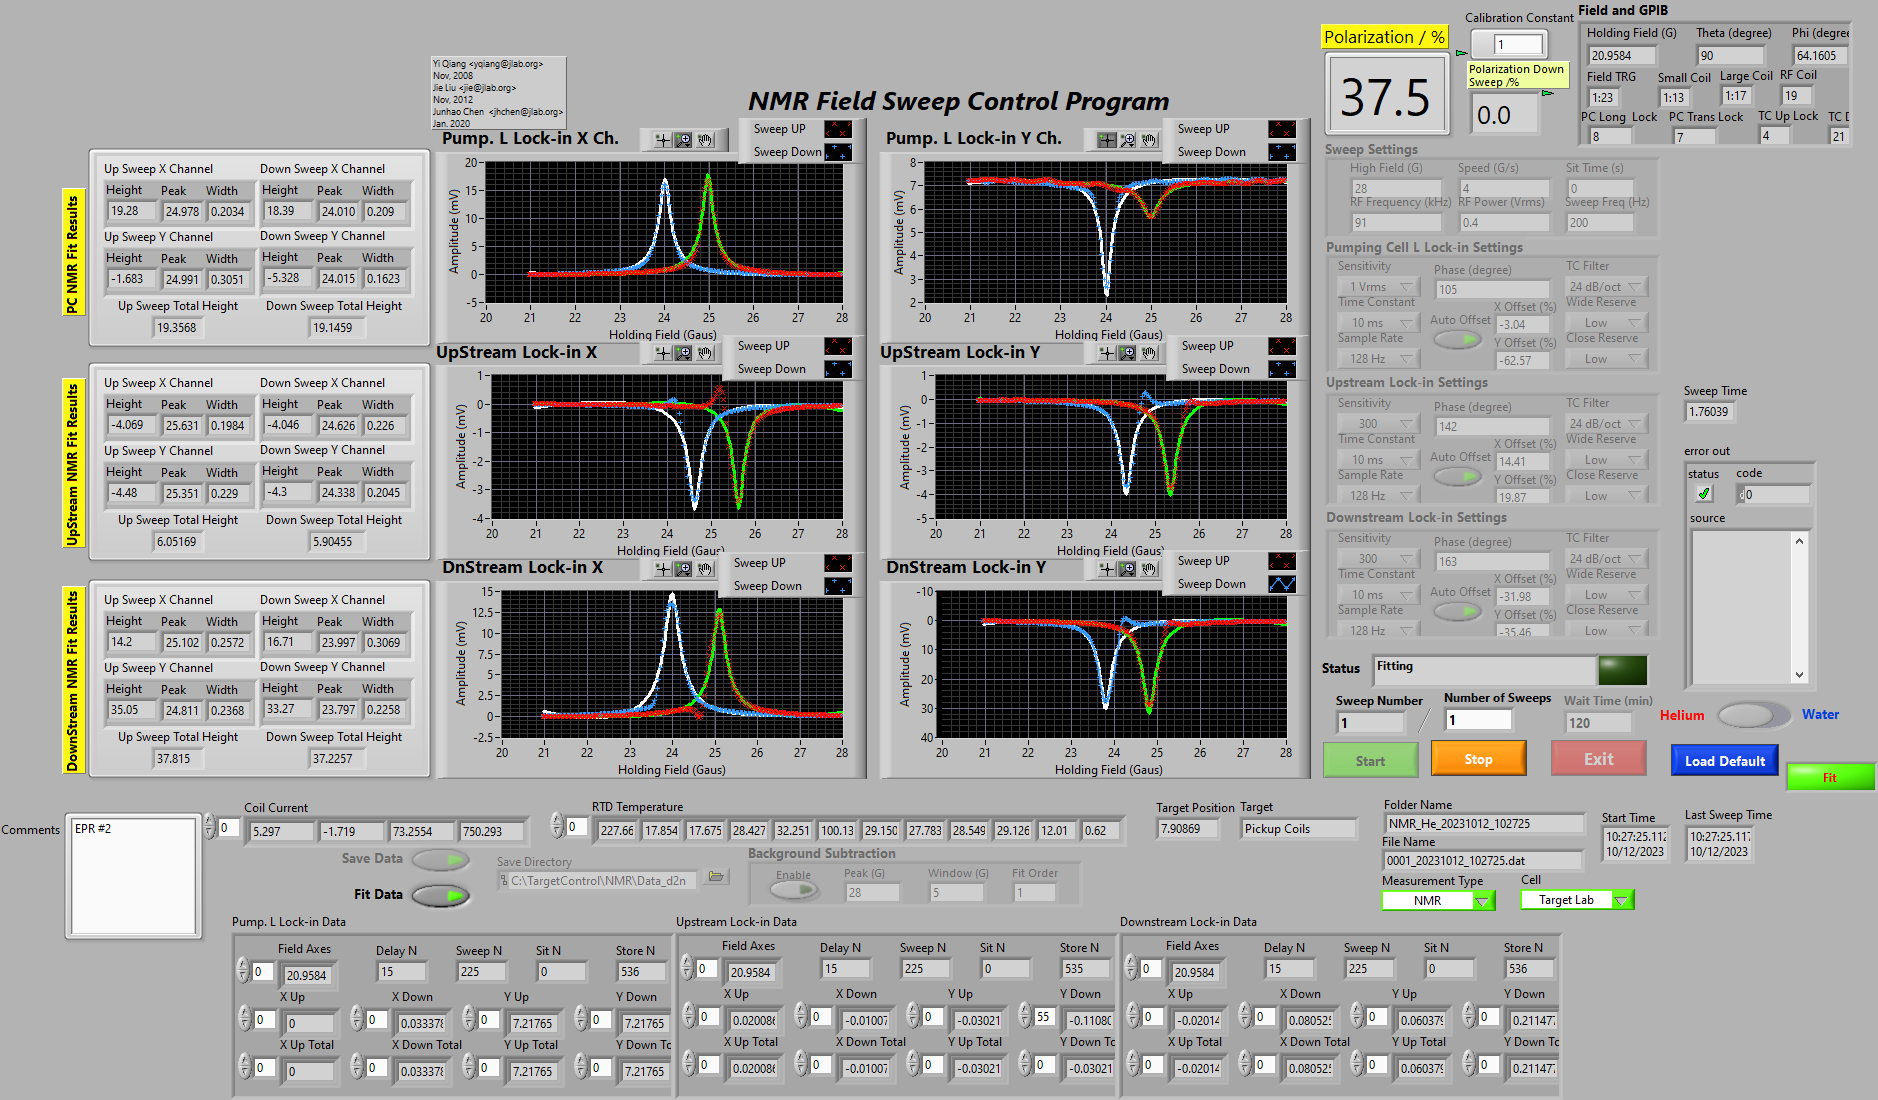 Yi Qiang <yqiang@jlab.org>
Nov, 2008
Jie Liu <jie@jlab.org>
Nov, 2012
Junhao Chen <jhchen@jlab.org>
Jan. 2020
NMR Field Sweep Control Program
Polarization / %
37.5
Calibration Constant
1
Polarization Down
Sweep /%
0.0
Field and GPIB
Holding Field (G) Theta (degree) Phi (degree
20.9584 90 64.1605
Field TRG Small Coil Large Coil RF Coil
1:23 1:13 1:17 19
PC Long Lock PC Trans Lock TC Up Lock TC D
8 7 4 21
PC NMR Fit Results
Up Sweep X Channel Down Sweep X Channel
Height Peak Width Height Peak Width
19.28 24.978 0.2034 18.39 24.010 0.209
Up Sweep Y Channel Down Sweep Y Channel
Height Peak Width Height Peak Width
-1.683 24.991 0.3051 -5.328 24.015 0.1623
Up Sweep Total Height Down Sweep Total Height
19.3568 19.1459
UpStream NMR Fit Results
Up Sweep X Channel Down Sweep X Channel
Height Peak Width Height Peak Width
-4.069 25.631 0.1984 -4.046 24.626 0.226
Up Sweep Y Channel Down Sweep Y Channel
Height Peak Width Height Peak Width
-4.48 25.351 0.229 -4.3 24.338 0.2045
Up Sweep Total Height Down Sweep Total Height
6.05169 5.90455
DownStream NMR Fit Results
Up Sweep X Channel Down Sweep X Channel
Height Peak Width Height Peak Width
14.2 25.102 0.2572 16.71 23.997 0.3069
Up Sweep Y Channel Down Sweep Y Channel
Height Peak Width Height Peak Width
35.05 24.811 0.2368 33.27 23.797 0.2258
Up Sweep Total Height Down Sweep Total Height
37.815 37.2257
Pump. L Lock-in X Ch.
Sweep UP
Sweep Down
Amplitude (mV)
20
15
10
5
0
-5
20 21 22 23 24 25 26 27 28
Holding Field (Gaus)
Pump. L Lock-in Y Ch.
Sweep UP
Sweep Down
Amplitude (mV)
8
7
6
5
4
3
2
20 21 22 23 24 25 26 27 28
Holding Field (Gaus)
UpStream Lock-in X
Sweep UP
Sweep Down
Amplitude (mV)
1
0
-1
-2
-3
-4
20 21 22 23 24 25 26 27 28
Holding Field (Gaus)
UpStream Lock-in Y
Sweep UP
Sweep Down
Amplitude (mV)
1
0
-1
-2
-3
-4
-5
20 21 22 23 24 25 26 27 28
Holding Field (Gaus)
DnStream Lock-in X
Sweep UP
Sweep Down
Amplitude (mV)
15
12.5
10
7.5
5
2.5
0
-2.5
20 21 22 23 24 25 26 27 28
Holding Field (Gaus)
DnStream Lock-in Y
Sweep UP
Sweep Down
Amplitude (mV)
-10
0
10
20
30
40
20 21 22 23 24 25 26 27 28
Holding Field (Gaus)
Sweep Settings
High Field (G) Speed (G/s) Sit Time (s)
28 4 0
RF Frequency (kHz) RF Power (Vrms) Sweep Freq (Hz)
91 0.4 200
Pumping Cell L Lock-in Settings
Sensitivity Phase (degree) TC Filter
1 Vrms 105 24 dB/oct
Time Constant X Offset (%) Wide Reserve
10 ms Auto Offset -3.04 Low
Sample Rate Y Offset (%) Close Reserve
128 Hz -62.57 Low
Upstream Lock-in Settings
Sensitivity Phase (degree) TC Filter
300 142 24 dB/oct
Time Constant X Offset (%) Wide Reserve
10 ms Auto Offset 14.41 Low
Sample Rate Y Offset (%) Close Reserve
128 Hz 19.87 Low
Downstream Lock-in Settings
Sensitivity Phase (degree) TC Filter
300 163 24 dB/oct
Time Constant X Offset (%) Wide Reserve
10 ms Auto Offset -31.98 Low
Sample Rate Y Offset (%) Close Reserve
128 Hz -35.46 Low
Sweep Time
1.76039
error out
status code
0
source
Status Fitting
Sweep Number Number of Sweeps Wait Time (min)
1 / 1 120
Helium Water
Start Stop Exit Load Default Fit
Comments
EPR #2
Coil Current
0 5.297 -1.719 73.2554 750.293
RTD Temperature
0 227.66 17.854 17.675 28.427 32.251 100.13 29.150 27.783 28.549 29.126 12.01 0.62
Target Position Target
7.90869 Pickup Coils
Folder Name
NMR_He_20231012_102725
File Name
0001_20231012_102725.dat
Start Time
10:27:25.112
10/12/2023
Last Sweep Time
10:27:25.117
10/12/2023
Measurement Type Cell
NMR Target Lab
Save Data
Fit Data
Save Directory
C:\TargetControl\NMR\Data_d2n
Background Subtraction
Enable Peak (G) Window (G) Fit Order
28 5 1
Pump. L Lock-in Data
Field Axes Delay N Sweep N Sit N Store N
0 20.9584 15 225 0 536
X Up X Down Y Up Y Down
0 0 0 0.033378 0 7.21765 0 7.21765
X Up Total X Down Total Y Up Total Y Down To
0 0 0 0.033378 0 7.21765 0 7.21765
Upstream Lock-in Data
Field Axes Delay N Sweep N Sit N Store N
0 20.9584 15 225 0 535
X Up X Down Y Up Y Down
0 0.020086 0 -0.01007 0 -0.03021 55 -0.11080
X Up Total X Down Total Y Up Total Y Down To
0 0.020086 0 -0.01007 0 -0.03021 0 -0.03021
Downstream Lock-in Data
Field Axes Delay N Sweep N Sit N Store N
0 20.9584 15 225 0 536
X Up X Down Y Up Y Down
0 -0.02014 0 0.080525 0 0.060379 0 0.211477
X Up Total X Down Total Y Up Total Y Down To
0 -0.02014 0 0.080525 0 0.060379 0 0.211477